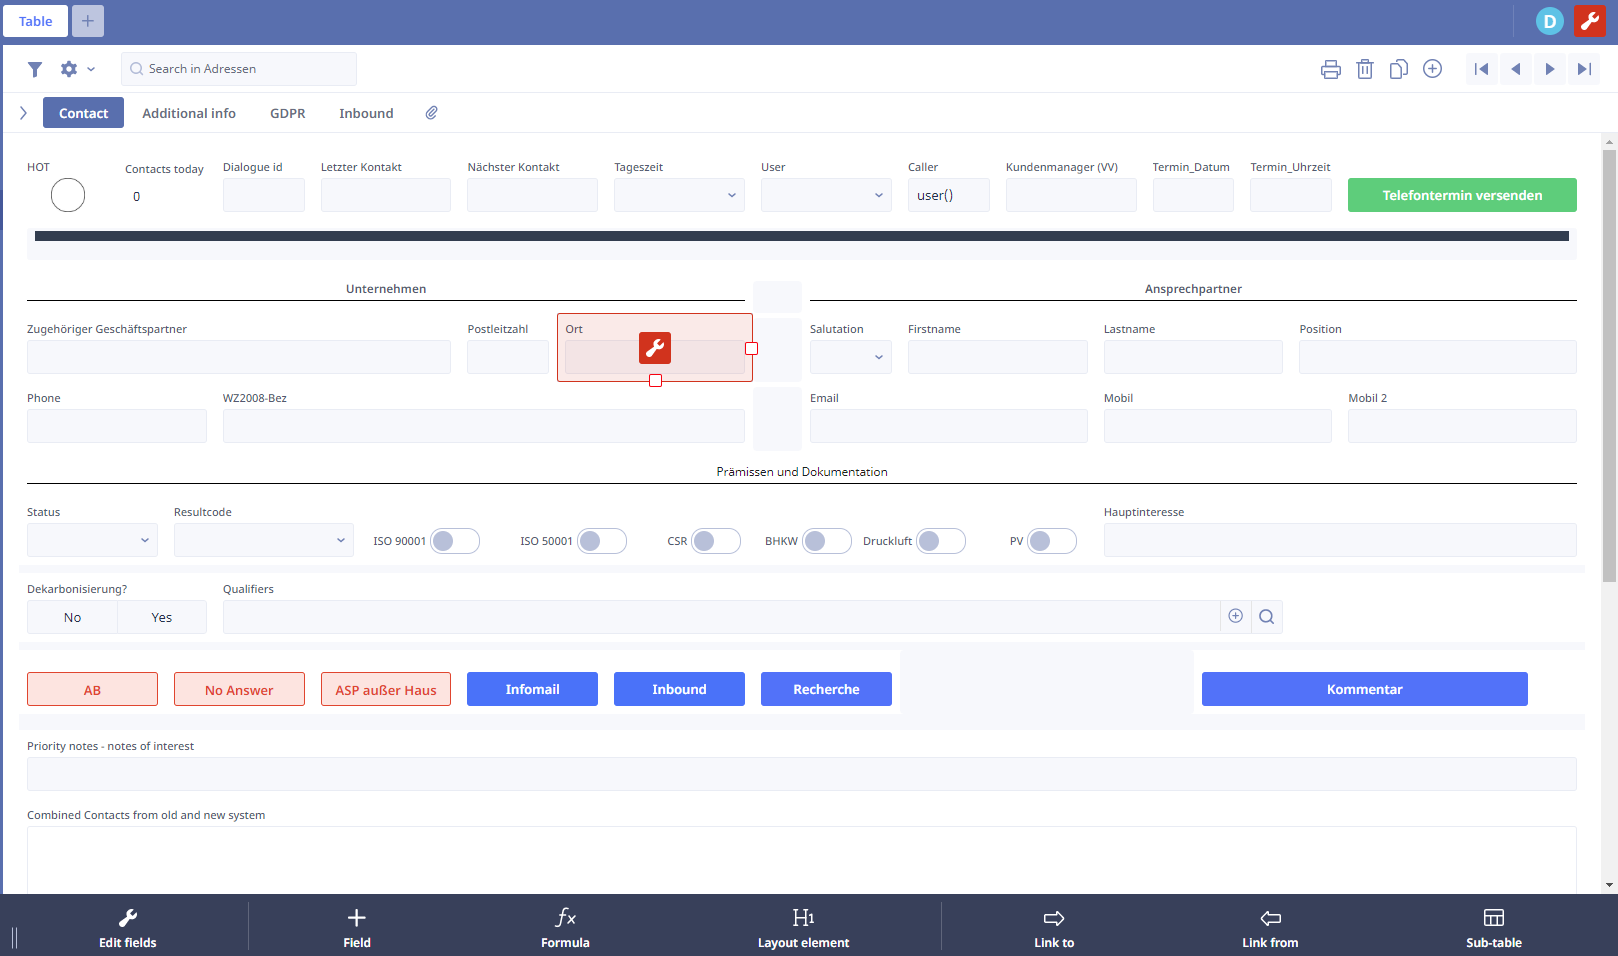 Table
D
Search in Adressen
Contact Additional info GDPR Inbound
HOT Contacts today Dialogue id Letzter Kontakt Nächster Kontakt Tageszeit User Caller Kundenmanager (VV) Termin_Datum Termin_Uhrzeit
0 user() Telefontermin versenden
Unternehmen Ansprechpartner
Zugehöriger Geschäftspartner Postleitzahl Ort Salutation Firstname Lastname Position
Phone WZ2008-Bez Email Mobil Mobil 2
Prämissen und Dokumentation
Status Resultcode Hauptinteresse
ISO 90001 ISO 50001 CSR BHKW Druckluft PV
Dekarbonisierung? Qualifiers
No Yes
AB No Answer ASP außer Haus Infomail Inbound Recherche Kommentar
Priority notes - notes of interest
Combined Contacts from old and new system
fx H1
Edit fields Field Formula Layout element Link to Link from Sub-table